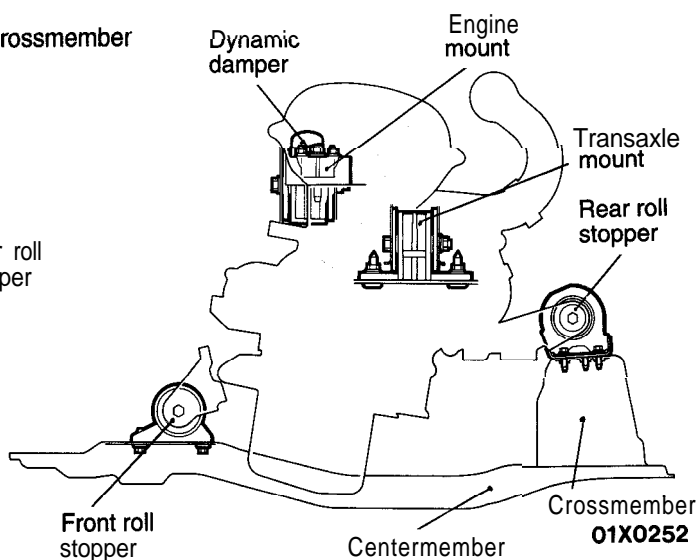 rossmember
Dynamic
damper
Engine
mount
Transaxle
mount
Rear roll
stopper
r roll
per
Front roll
stopper
Centermember
Crossmember
01X0252